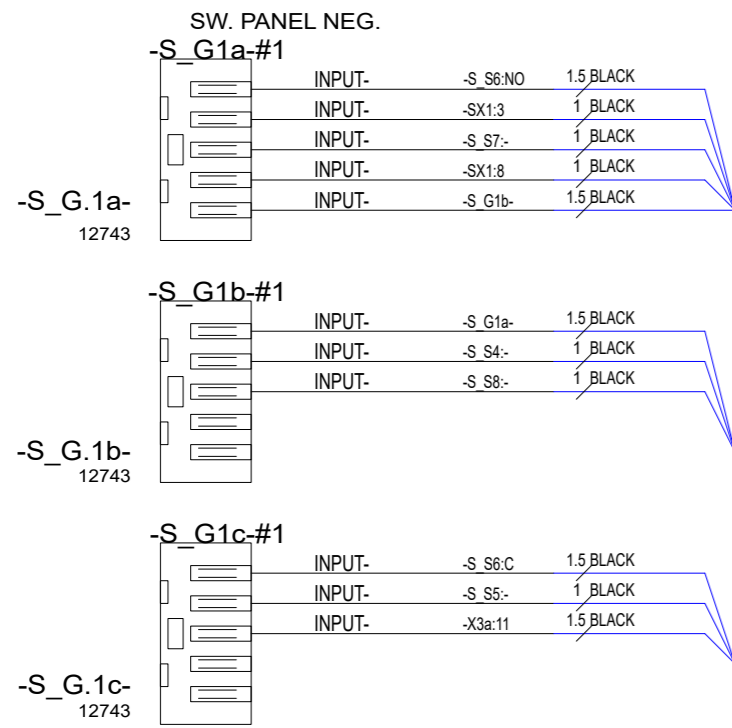 SW. PANEL NEG.
-S_G1a-#1
INPUT- -S_S6:NO 1.5 BLACK
INPUT- -SX1:3 1 BLACK
INPUT- -S_S7:- 1 BLACK
INPUT- -SX1:8 1 BLACK
INPUT- -S_G1b- 1.5 BLACK
-S_G.1a-
12743
-S_G1b-#1
INPUT- -S_G1a- 1.5 BLACK
INPUT- -S_S4:- 1 BLACK
INPUT- -S_S8:- 1 BLACK
-S_G.1b-
12743
-S_G1c-#1
INPUT- -S_S6:C 1.5 BLACK
INPUT- -S_S5:- 1 BLACK
INPUT- -X3a:11 1.5 BLACK
-S_G.1c-
12743